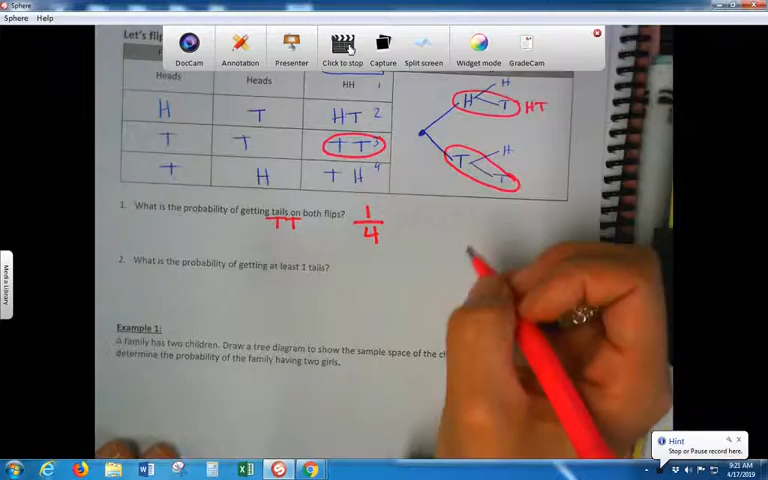 Sphere
Sphere Help
Let's flip
DocCam Annotation Presenter Click to stop Capture Split screen Widget mode GradeCam
Heads Heads HH 1
H T HT 2
T T TT 3
T H TH 4
H
H T HT
T H
T
1. What is the probability of getting tails on both flips? 1/4
TT
2. What is the probability of getting at least 1 tails?
Example 1:
A family has two children. Draw a tree diagram to show the sample space of the ch
determine the probability of the family having two girls.
Media Library
Hint
Stop or Pause record here.
9:21 AM
4/17/2019